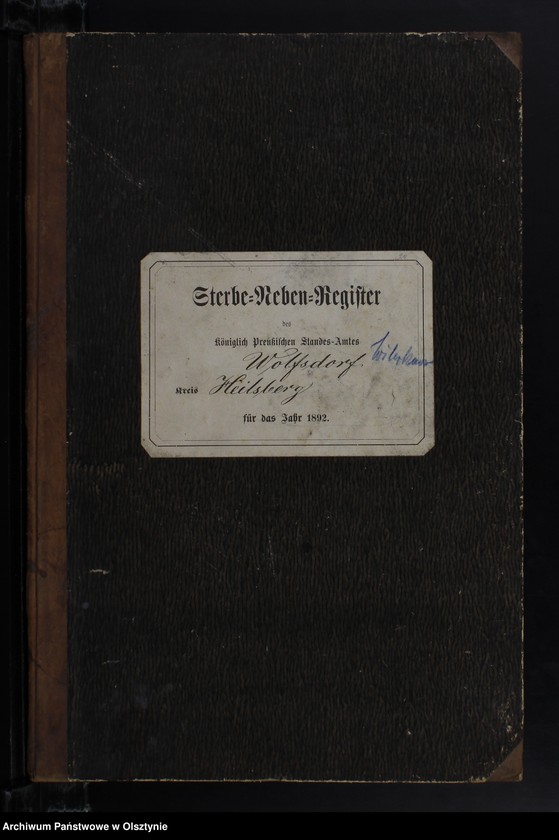 Sterbe=Neben=Register
des
Königlich Preußischen Standes-Amtes
Wolfsdorf
Kreis Heilsberg
für das Jahr 1892.
Archiwum Państwowe w Olsztynie